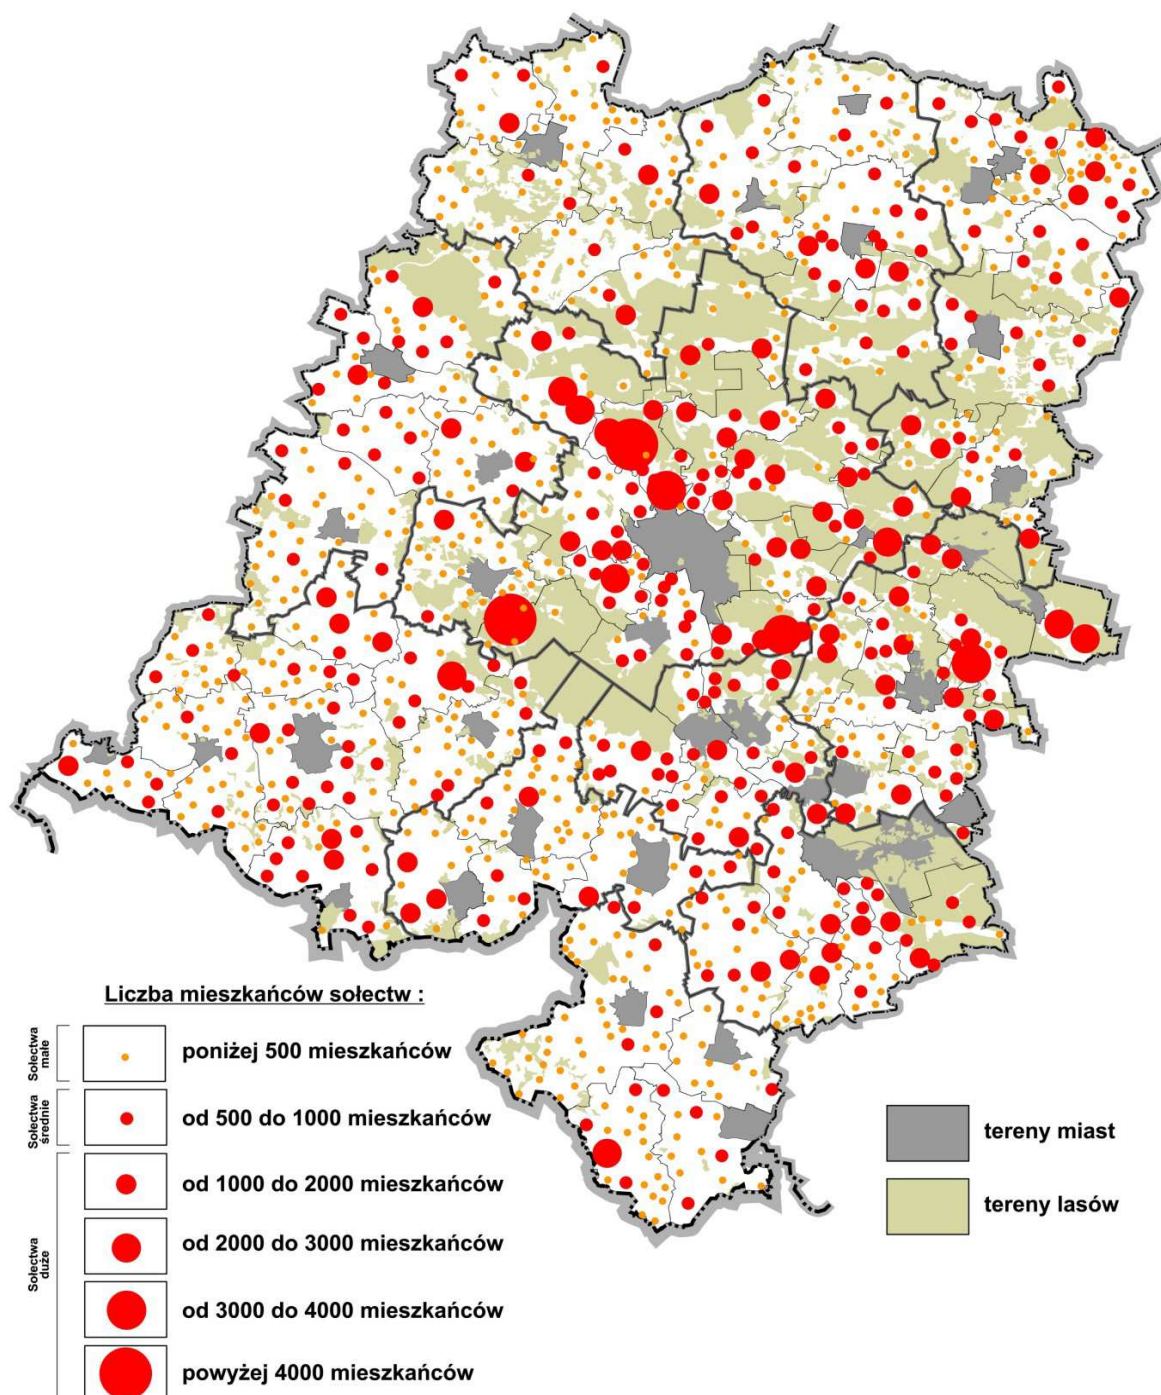 Liczba mieszkańców sołectw :
Sołectwa
małe
poniżej 500 mieszkańców
Sołectwa
średnie
od 500 do 1000 mieszkańców
Sołectwa
duże
od 1000 do 2000 mieszkańców
od 2000 do 3000 mieszkańców
od 3000 do 4000 mieszkańców
powyżej 4000 mieszkańców
tereny miast
tereny lasów